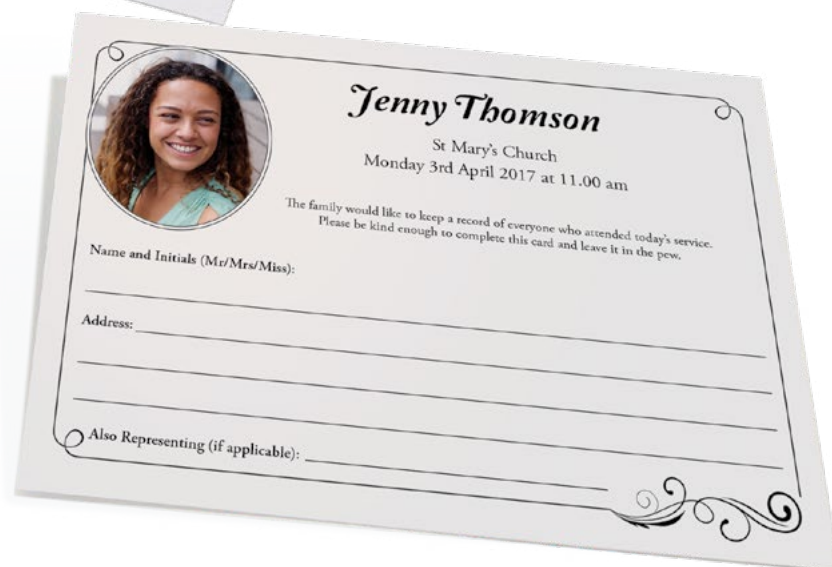 Jenny Thomson
St Mary's Church
Monday 3rd April 2017 at 11.00 am
The family would like to keep a record of everyone who attended today's service.
Please be kind enough to complete this card and leave it in the pew.
Name and Initials (Mr/Mrs/Miss):
Address:
Also Representing (if applicable):